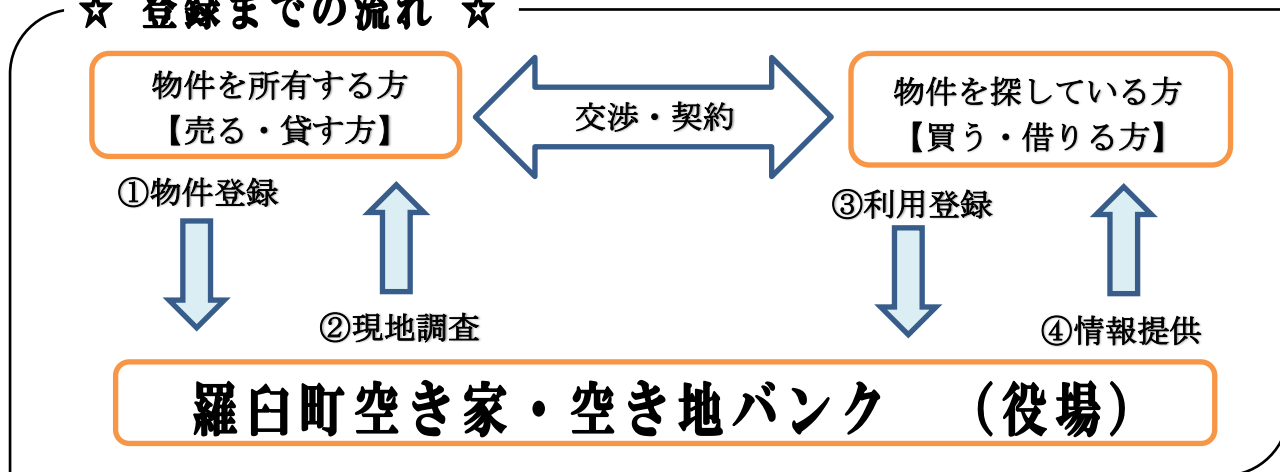 ☆ 登録までの流れ ☆
物件を所有する方
【売る・貸す方】
交渉・契約
物件を探している方
【買う・借りる方】
①物件登録
②現地調査
③利用登録
④情報提供
羅臼町空き家・空き地バンク （役場）